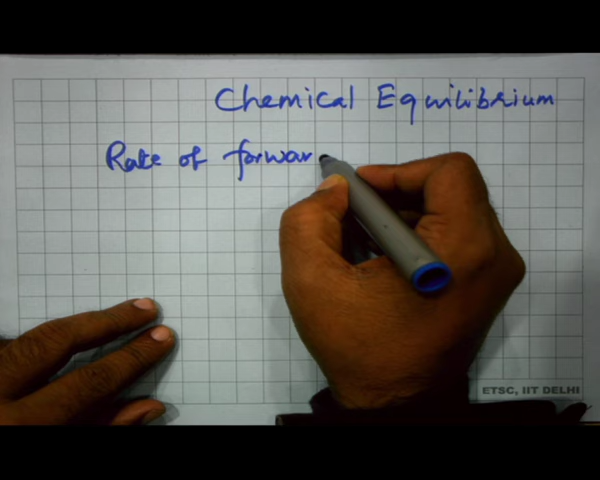 Chemical Equilibrium
Rate of forwar
ETSC, IIT DELHI